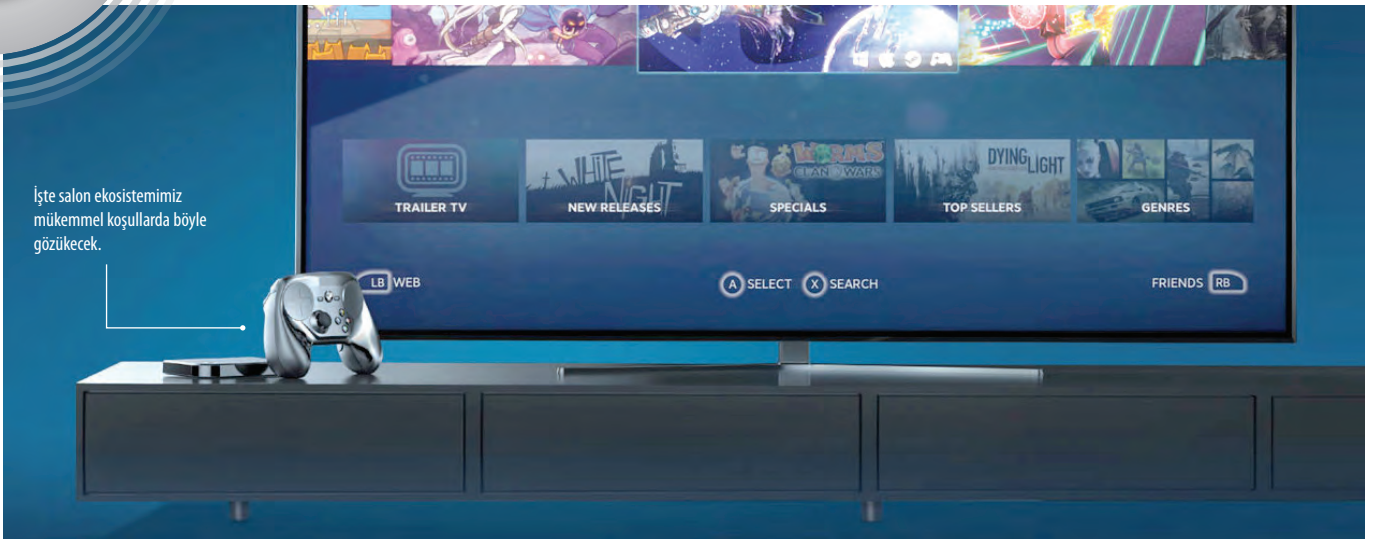 WHITE
NIGHT
WORMS
CLAN WARS
DYING LIGHT
TRAILER TV
NEW RELEASES
SPECIALS
TOP SELLERS
GENRES
İşte salon ekosistemimiz
mükemmel koşullarda böyle
gözükecek.
LB WEB
A SELECT X SEARCH
FRIENDS RB